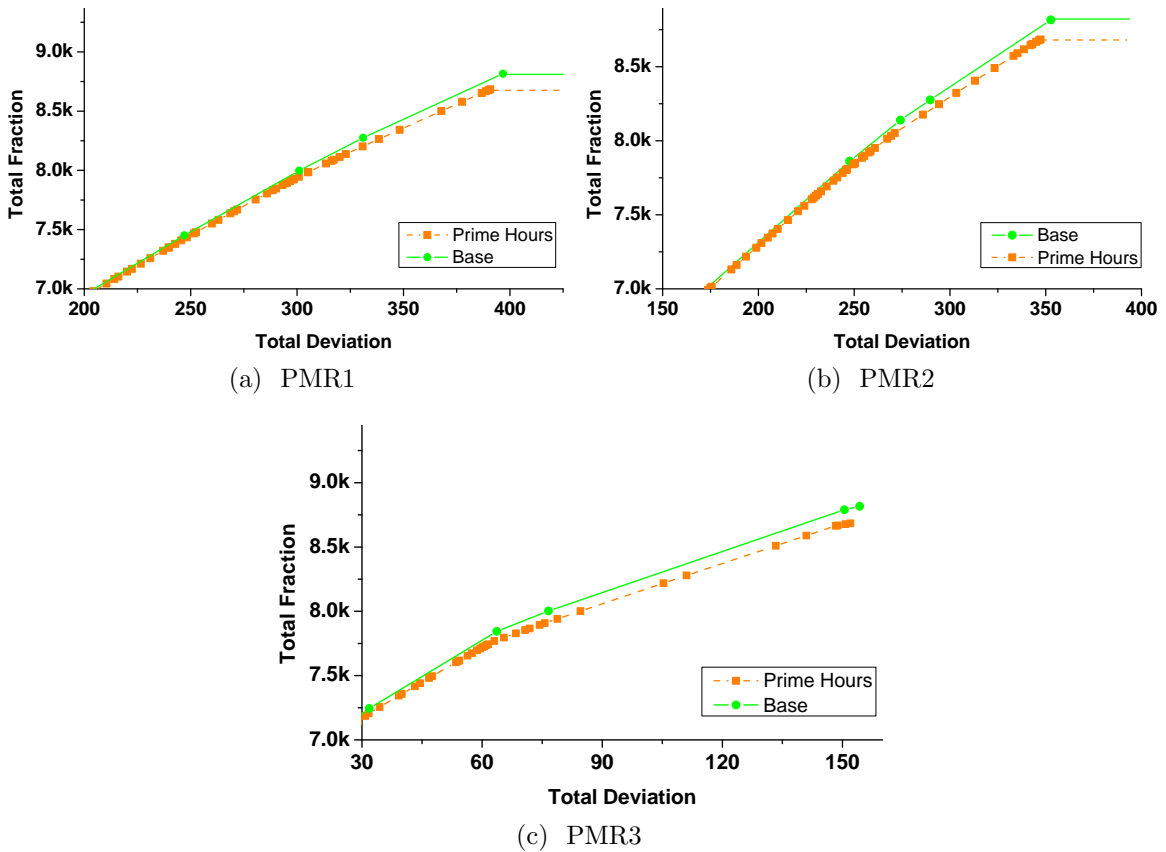 9.0k
8.5k
8.0k
7.5k
7.0k
Total Fraction
200 250 300 350 400
Total Deviation
Prime Hours
Base
(a) PMR1
8.5k
8.0k
7.5k
7.0k
Total Fraction
150 200 250 300 350 400
Total Deviation
Base
Prime Hours
(b) PMR2
9.0k
8.5k
8.0k
7.5k
7.0k
Total Fraction
30 60 90 120 150
Total Deviation
Prime Hours
Base
(c) PMR3